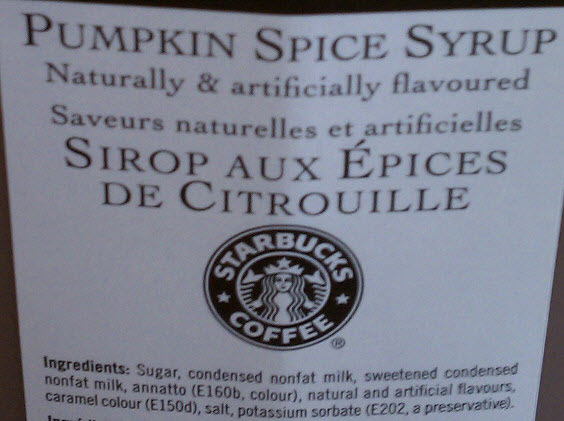 PUMPKIN SPICE SYRUP
Naturally & artificially flavoured
Saveurs naturelles et artificielles
SIROP AUX ÉPICES
DE CITROUILLE
STARBUCKS
COFFEE
®
Ingredients: Sugar, condensed nonfat milk, sweetened condensed
nonfat milk, annatto (E160b, colour), natural and artificial flavours,
caramel colour (E150d), salt, potassium sorbate (E202, a preservative).